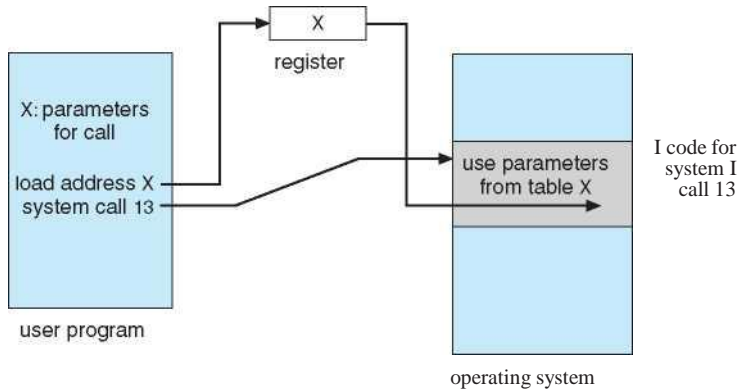 X
register
X: parameters
for call
load address X
system call 13
use parameters
from table X
I code for
system I
call 13
user program
operating system